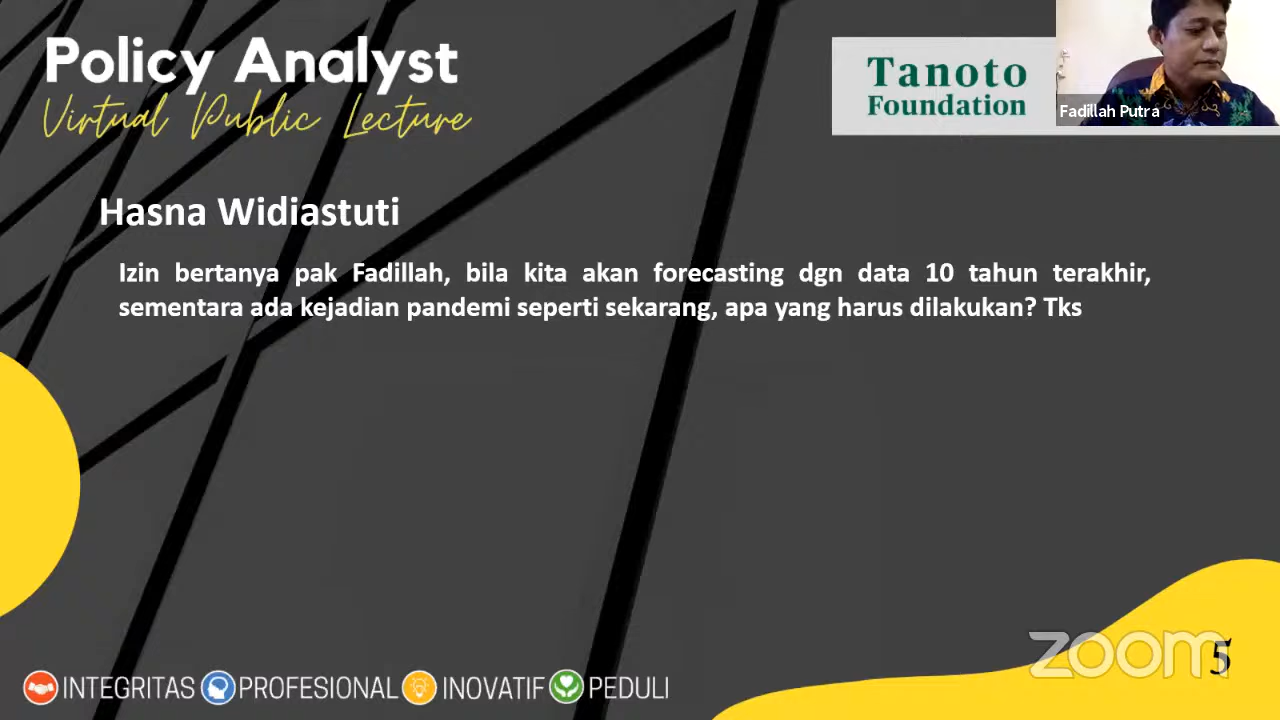 Policy Analyst
Virtual Public Lecture
Tanoto
Foundation
Fadillah Putra
Hasna Widiastuti
Izin bertanya pak Fadillah, bila kita akan forecasting dgn data 10 tahun terakhir,
sementara ada kejadian pandemi seperti sekarang, apa yang harus dilakukan? Tks
zoom
5
INTEGRITAS PROFESIONAL INOVATIF PEDULI